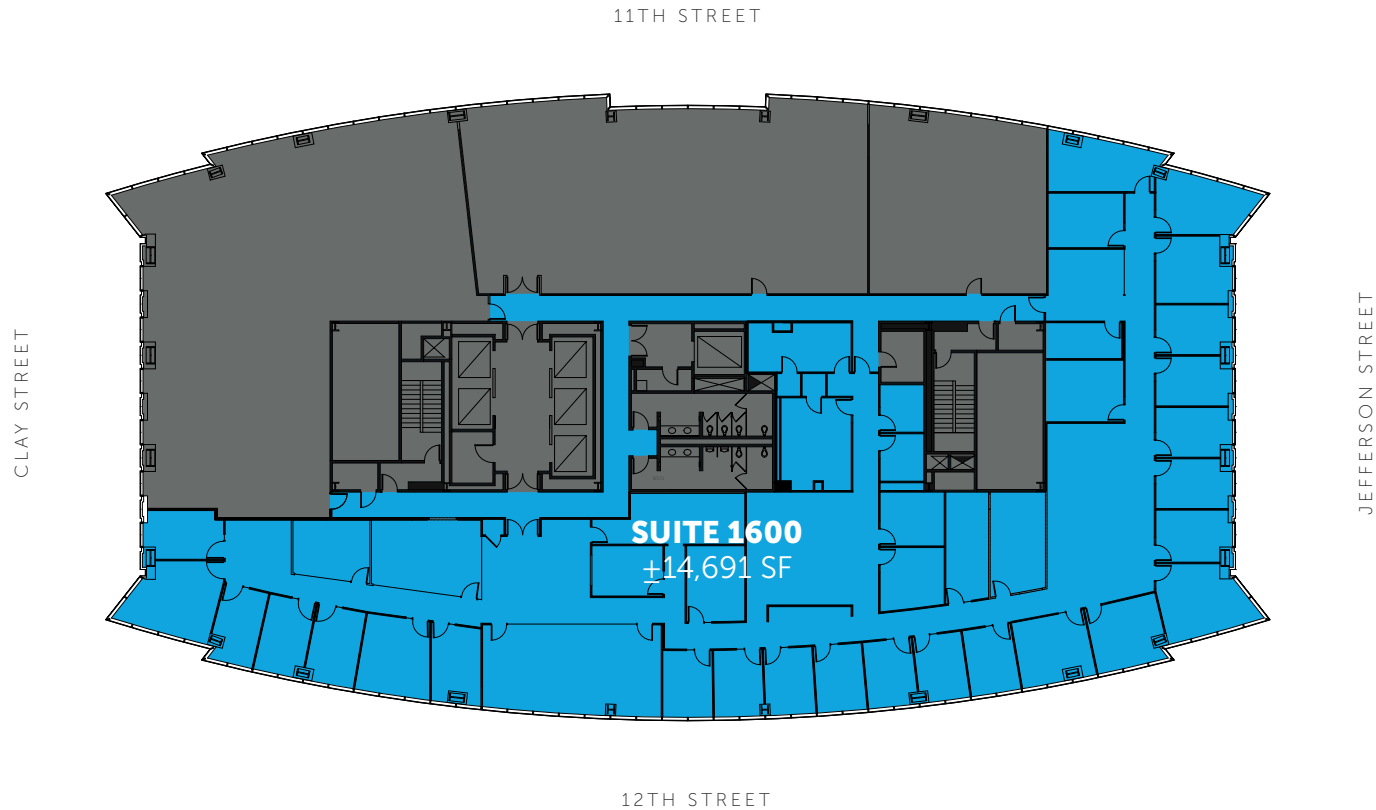 11TH STREET
CLAY STREET
JEFFERSON STREET
SUITE 1600
±14,691 SF
12TH STREET